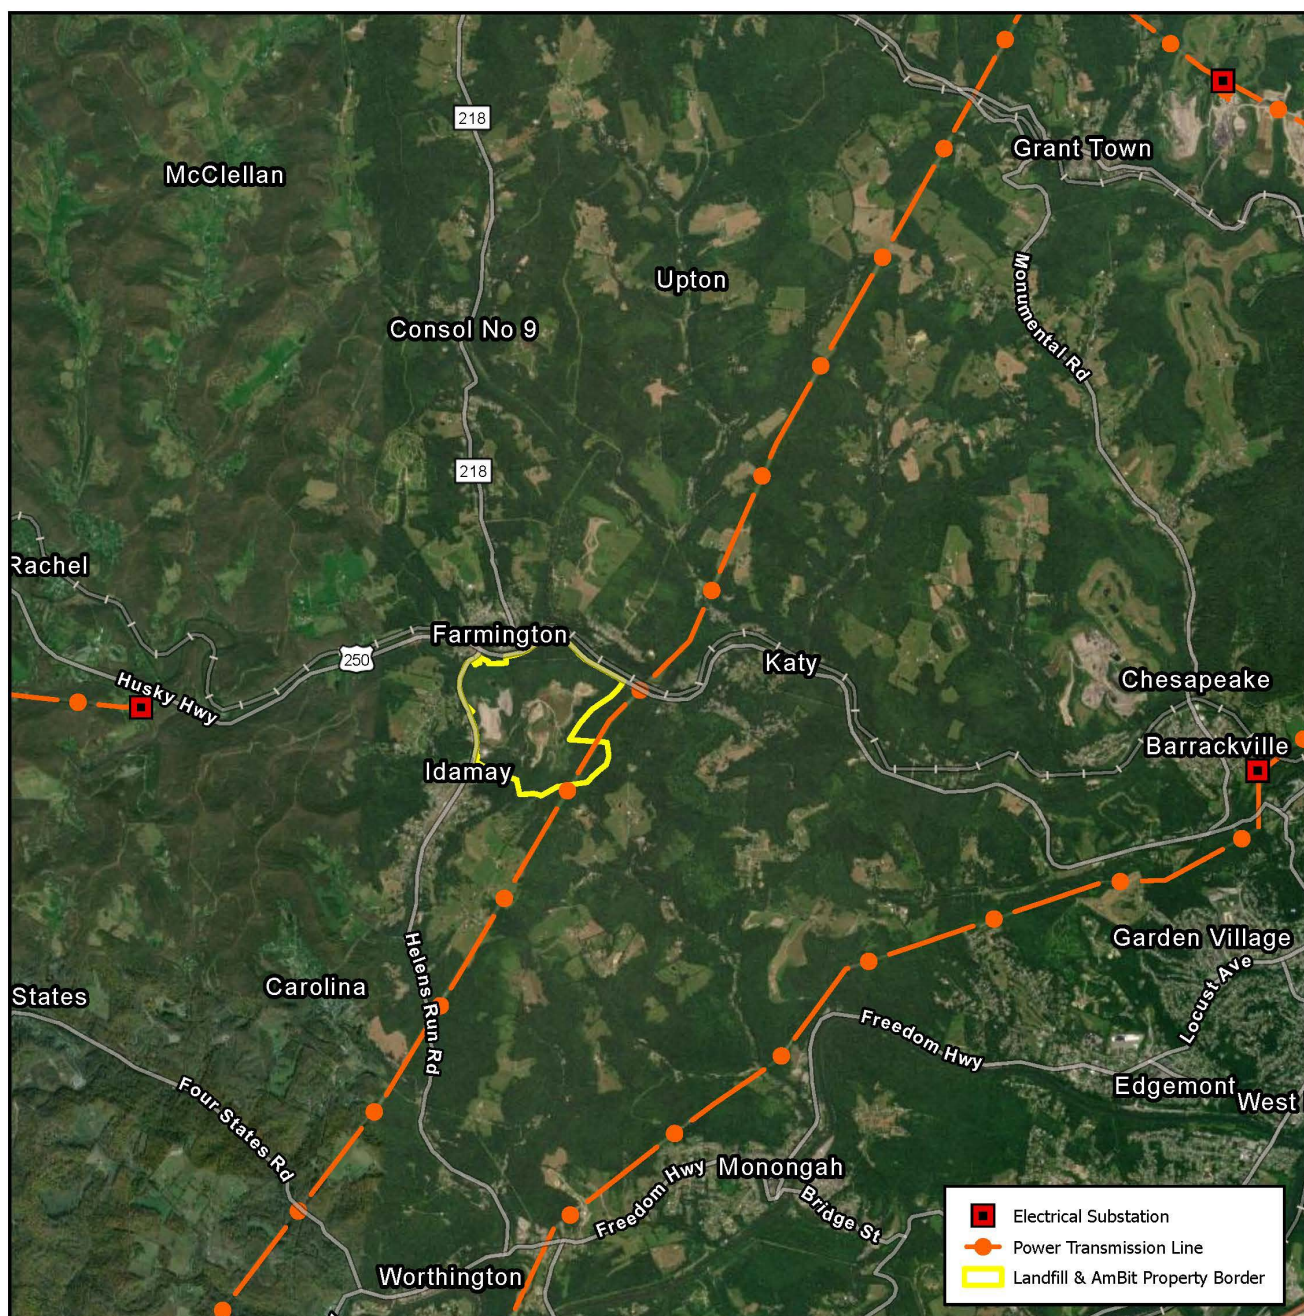 218
McClellan
Grant Town
Upton
Monumental Rd
Consol No 9
218
Rachel
Farmington
250
Katy
Husky Hwy
Chesapeake
Barrackville
Idamay
Garden Village
Helens Run Rd
Carolina
States
Locust Ave
Freedom Hwy
Four States Rd
Edgemont
West
Monongah
Freedom Hwy
Bridge St
Worthington
Electrical Substation
Power Transmission Line
Landfill & AmBit Property Border